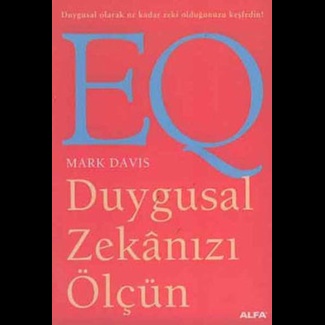 Duygusal olarak ne kadar zeki olduğunuzu keşfedin!
EQ
MARK DAVIS
Duygusal
Zekânızı
Ölçün
ALFA